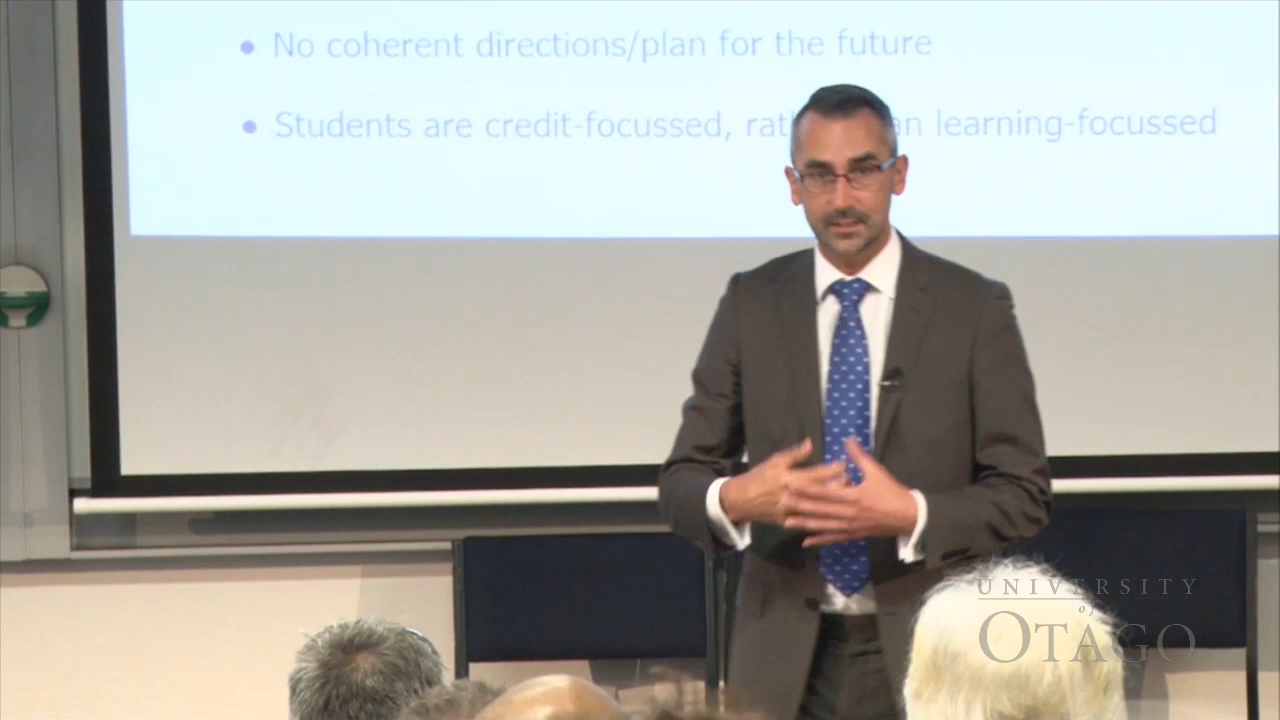 • No coherent directions/plan for the future
• Students are credit-focussed, rat an learning-focussed
UNIVERSITY
of
OTAGO